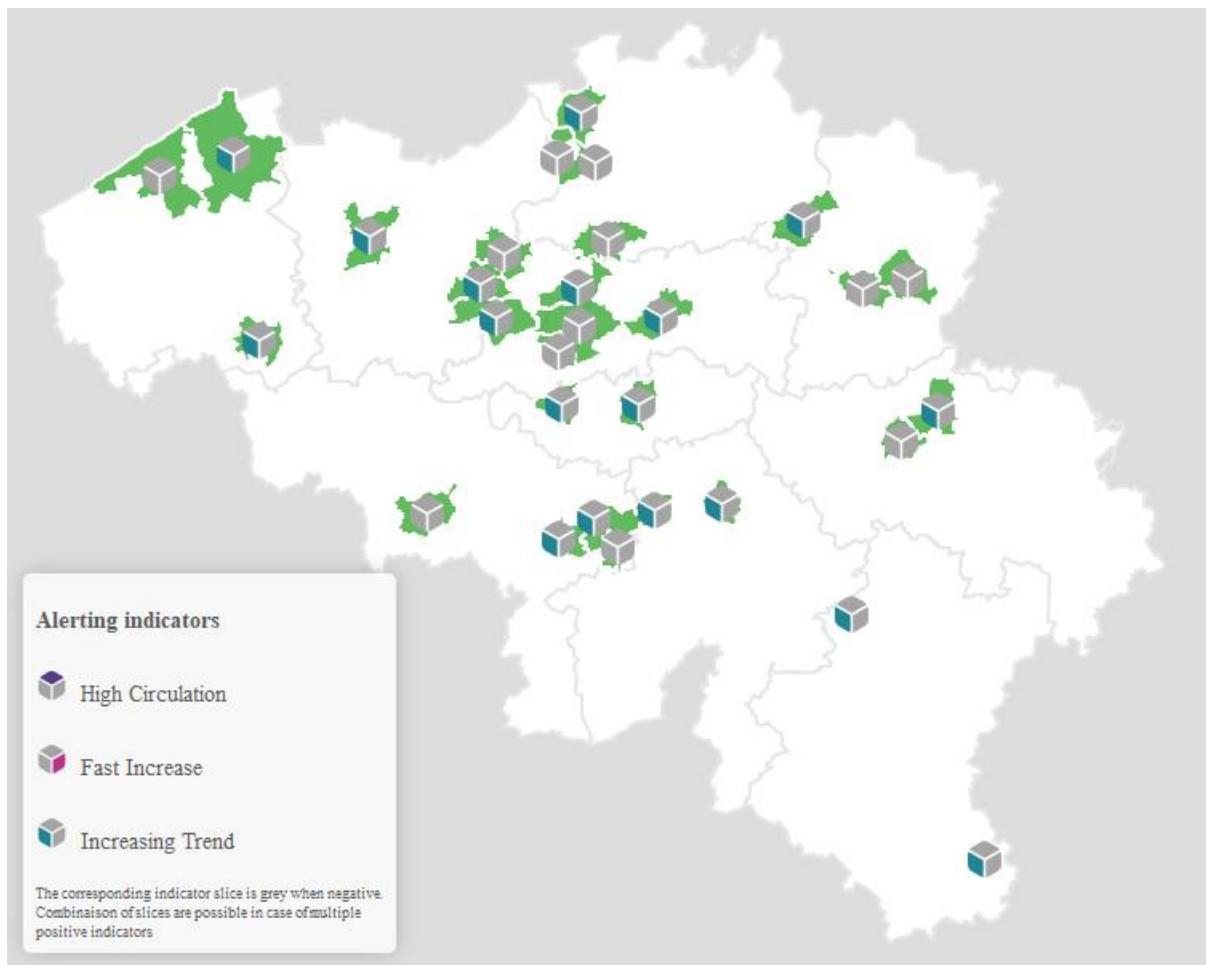 Alerting indicators
High Circulation
Fast Increase
Increasing Trend
The corresponding indicator slice is grey when negative.
Combinaison of slices are possible in case of multiple
positive indicators